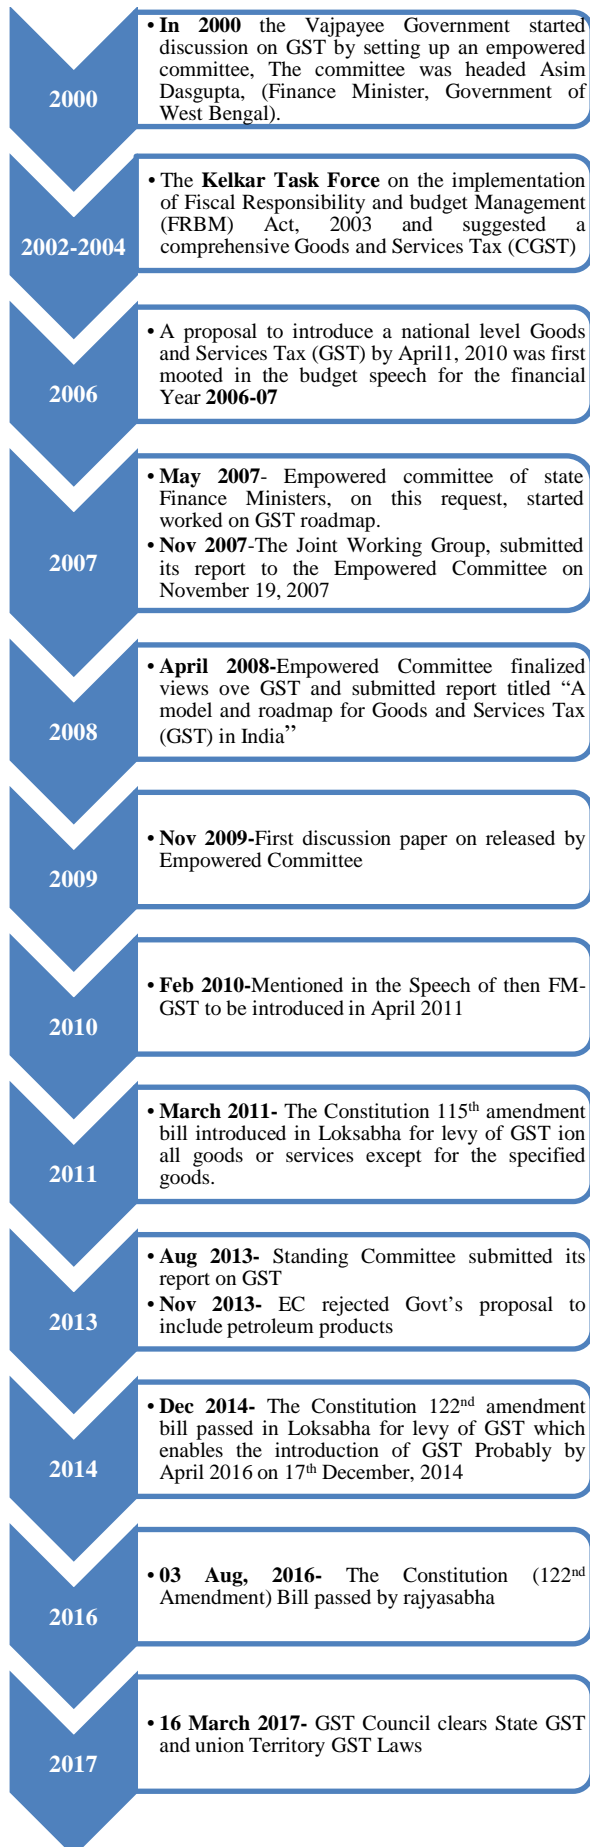 2000
• In 2000 the Vajpayee Government started
discussion on GST by setting up an empowered
committee, The committee was headed Asim
Dasgupta, (Finance Minister, Government of
West Bengal).
2002-2004
• The Kelkar Task Force on the implementation
of Fiscal Responsibility and budget Management
(FRBM) Act, 2003 and suggested a
comprehensive Goods and Services Tax (CGST)
2006
• A proposal to introduce a national level Goods
and Services Tax (GST) by April1, 2010 was first
mooted in the budget speech for the financial
Year 2006-07
2007
• May 2007- Empowered committee of state
Finance Ministers, on this request, started
worked on GST roadmap.
• Nov 2007-The Joint Working Group, submitted
its report to the Empowered Committee on
November 19, 2007
2008
• April 2008-Empowered Committee finalized
views ove GST and submitted report titled “A
model and roadmap for Goods and Services Tax
(GST) in India”
2009
• Nov 2009-First discussion paper on released by
Empowered Committee
2010
• Feb 2010-Mentioned in the Speech of then FM-
GST to be introduced in April 2011
2011
• March 2011- The Constitution 115th amendment
bill introduced in Loksabha for levy of GST ion
all goods or services except for the specified
goods.
2013
• Aug 2013- Standing Committee submitted its
report on GST
• Nov 2013- EC rejected Govt’s proposal to
include petroleum products
2014
• Dec 2014- The Constitution 122nd amendment
bill passed in Loksabha for levy of GST which
enables the introduction of GST Probably by
April 2016 on 17th December, 2014
2016
• 03 Aug, 2016- The Constitution (122nd
Amendment) Bill passed by rajyasabha
2017
• 16 March 2017- GST Council clears State GST
and union Territory GST Laws